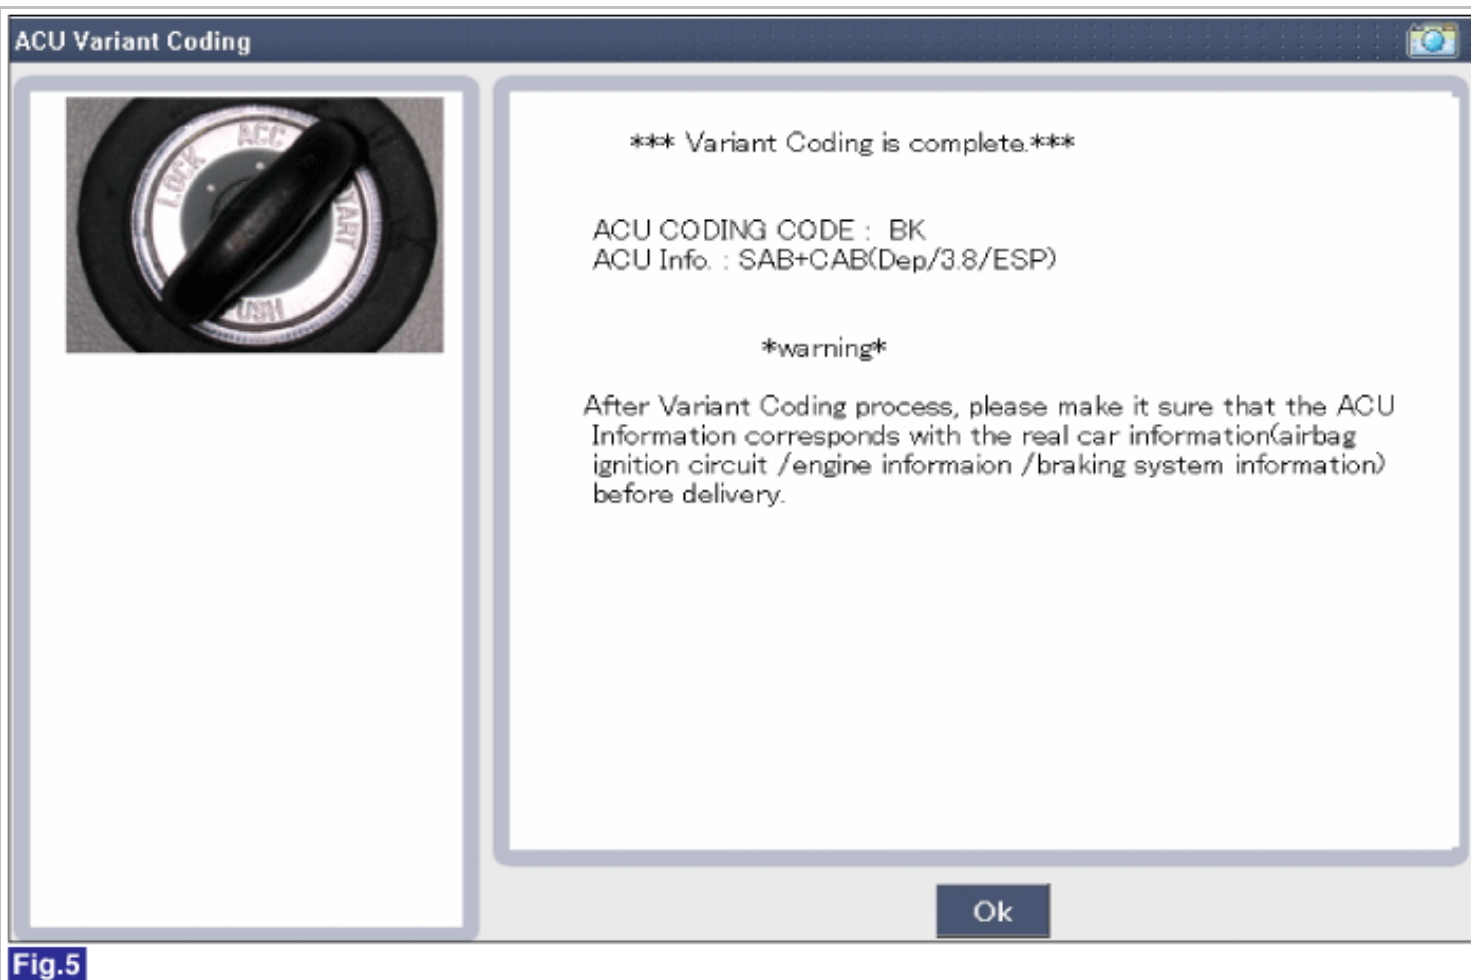 ACU Variant Coding
ACC
LOCK
*** Variant Coding is complete.***
ACU CODING CODE : BK
ACU Info. : SAB+CAB(Dep/3.8/ESP)
*warning*
After Variant Coding process, please make it sure that the ACU
Information corresponds with the real car information(airbag
ignition circuit /engine informaion /braking system information)
before delivery.
Ok
Fig.5